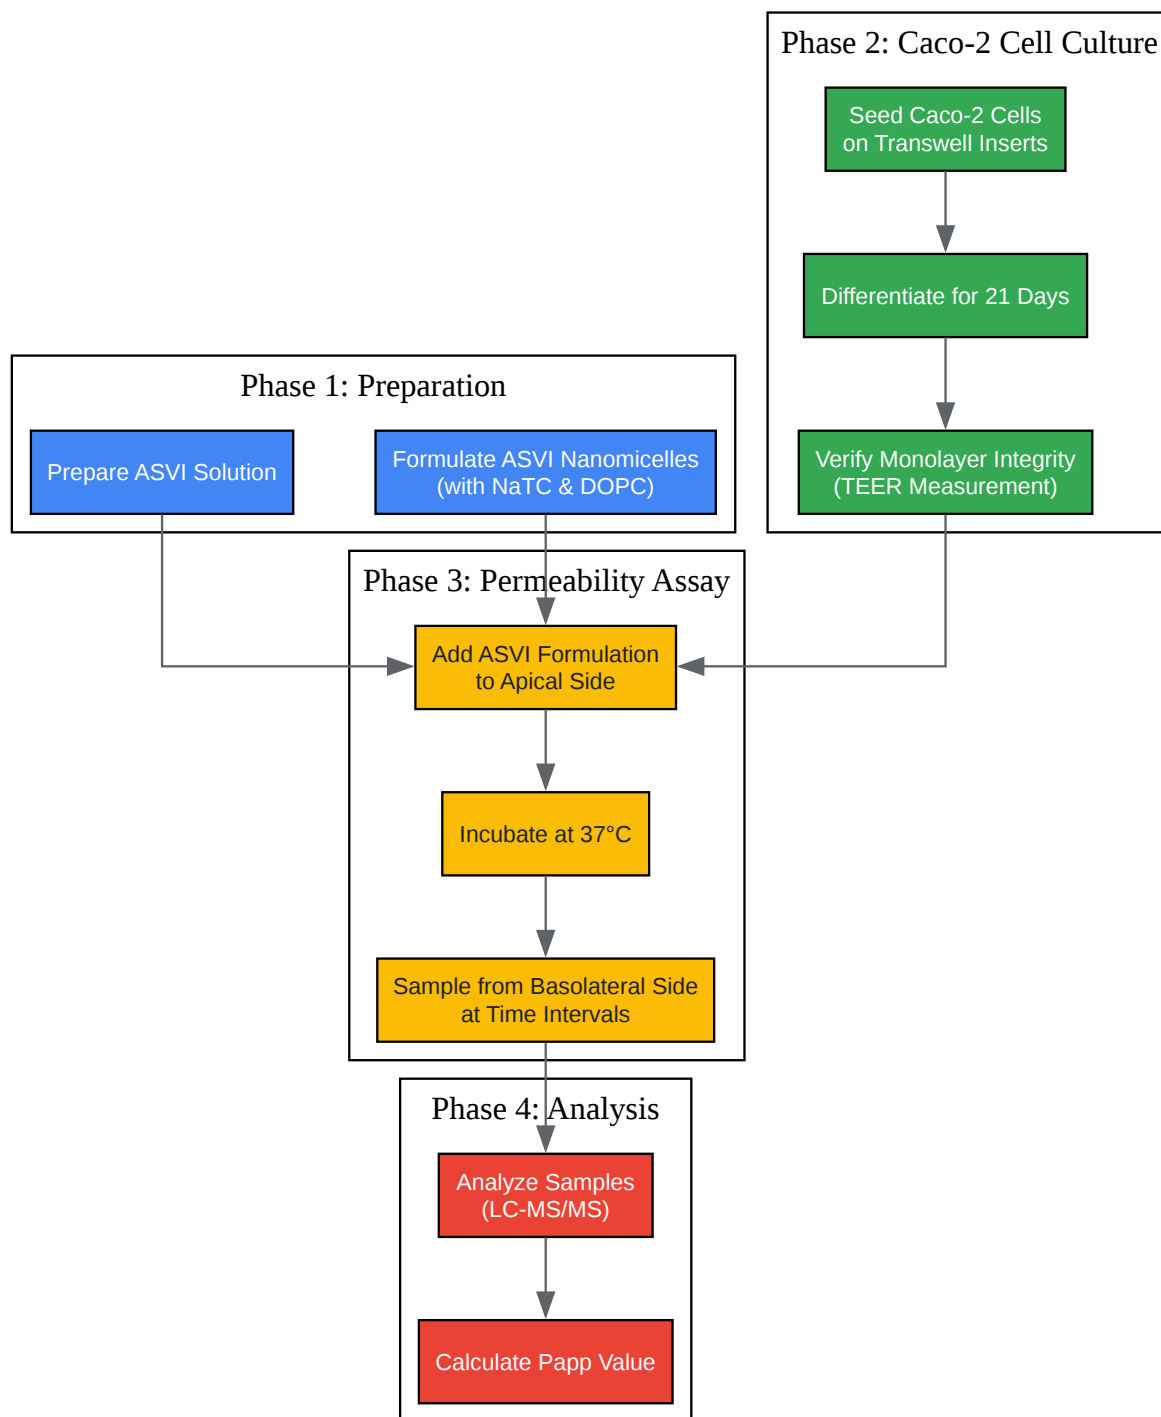 Phase 2: Caco-2 Cell Culture
Seed Caco-2 Cells
on Transwell Inserts
Differentiate for 21 Days
Verify Monolayer Integrity
(TEER Measurement)
Phase 1: Preparation
Prepare ASVI Solution
Formulate ASVI Nanomicelles
(with NaTC & DOPC)
Phase 3: Permeability Assay
Add ASVI Formulation
to Apical Side
Incubate at 37°C
Sample from Basolateral Side
at Time Intervals
Phase 4: Analysis
Analyze Samples
(LC-MS/MS)
Calculate Papp Value